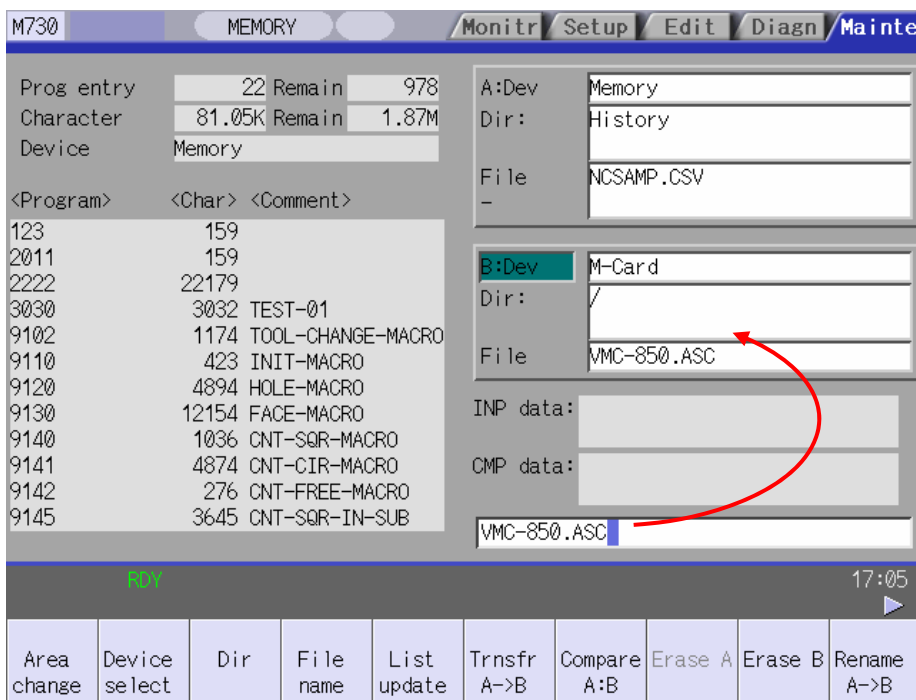 M730 MEMORY Monitr Setup Edit Diagn Mainte
Prog entry 22 Remain 978
Character 81.05K Remain 1.87M
Device Memory
<Program> <Char> <Comment>
123 159
2011 159
2222 22179
3030 3032 TEST-01
9102 1174 TOOL-CHANGE-MACRO
9110 423 INIT-MACRO
9120 4894 HOLE-MACRO
9130 12154 FACE-MACRO
9140 1036 CNT-SQR-MACRO
9141 4874 CNT-CIR-MACRO
9142 276 CNT-FREE-MACRO
9145 3645 CNT-SQR-IN-SUB
A:Dev Memory
Dir: History
File NCSAMP.CSV
-
B:Dev M-Card
Dir: /
File VMC-850.ASC
INP data:
CMP data:
VMC-850.ASC
RDY 17:05
Area change
Device select
Dir
File name
List update
Trnsfr A->B
Compare A:B
Erase A
Erase B
Rename A->B